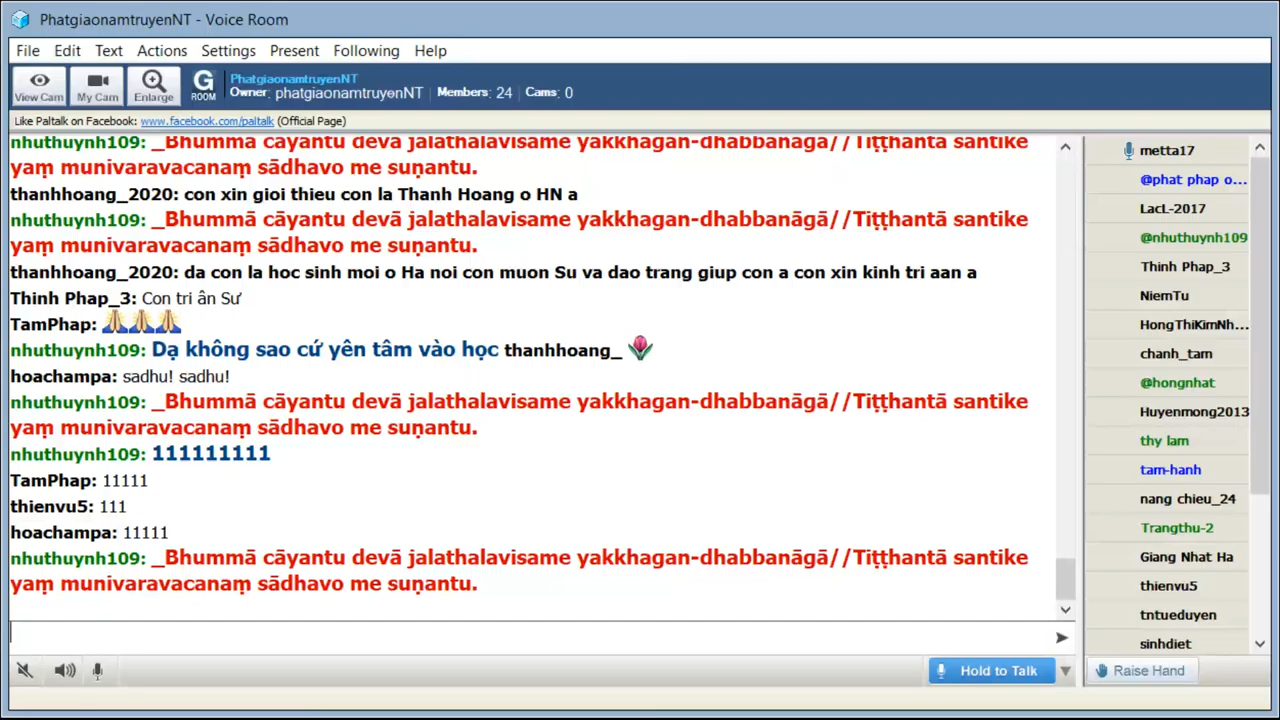 PhatgiaonamtruyenNT - Voice Room
File Edit Text Actions Settings Present Following Help
View Cam My Cam Enlarge G ROOM
PhatgiaonamtruyenNT
Owner: phatgiaonamtruyenNT Members: 24 Cams: 0
Like Paltalk on Facebook: www.facebook.com/paltalk (Official Page)
nhuthuynh109: _Bhummā cāyantu devā jalathalavisame yakkhagan-dhabbanāgā//Tiṭṭhantā santike
yaṃ munivaravacanaṃ sādhavo me suṇantu.
thanhhoang_2020: con xin gioi thieu con la Thanh Hoang o HN a
nhuthuynh109: _Bhummā cāyantu devā jalathalavisame yakkhagan-dhabbanāgā//Tiṭṭhantā santike
yaṃ munivaravacanaṃ sādhavo me suṇantu.
thanhhoang_2020: da con la hoc sinh moi o Ha noi con muon Su va dao trang giup con a con xin kinh tri aan a
Thinh Phap_3: Con tri ân Sư
TamPhap:
nhuthuynh109: Dạ không sao cứ yên tâm vào học thanhhoang_
hoachampa: sadhu! sadhu!
nhuthuynh109: _Bhummā cāyantu devā jalathalavisame yakkhagan-dhabbanāgā//Tiṭṭhantā santike
yaṃ munivaravacanaṃ sādhavo me suṇantu.
nhuthuynh109: 111111111
TamPhap: 11111
thienvu5: 111
hoachampa: 11111
nhuthuynh109: _Bhummā cāyantu devā jalathalavisame yakkhagan-dhabbanāgā//Tiṭṭhantā santike
yaṃ munivaravacanaṃ sādhavo me suṇantu.
metta17
@phat phap o...
LacL-2017
@nhuthuynh109
Thinh Phap_3
NiemTu
HongThiKimNh...
chanh_tam
@hongnhat
Huyenmong2013
thy lam
tam-hanh
nang chieu_24
Trangthu-2
Giang Nhat Ha
thienvu5
tntueduyen
sinhdiet
Hold to Talk
Raise Hand